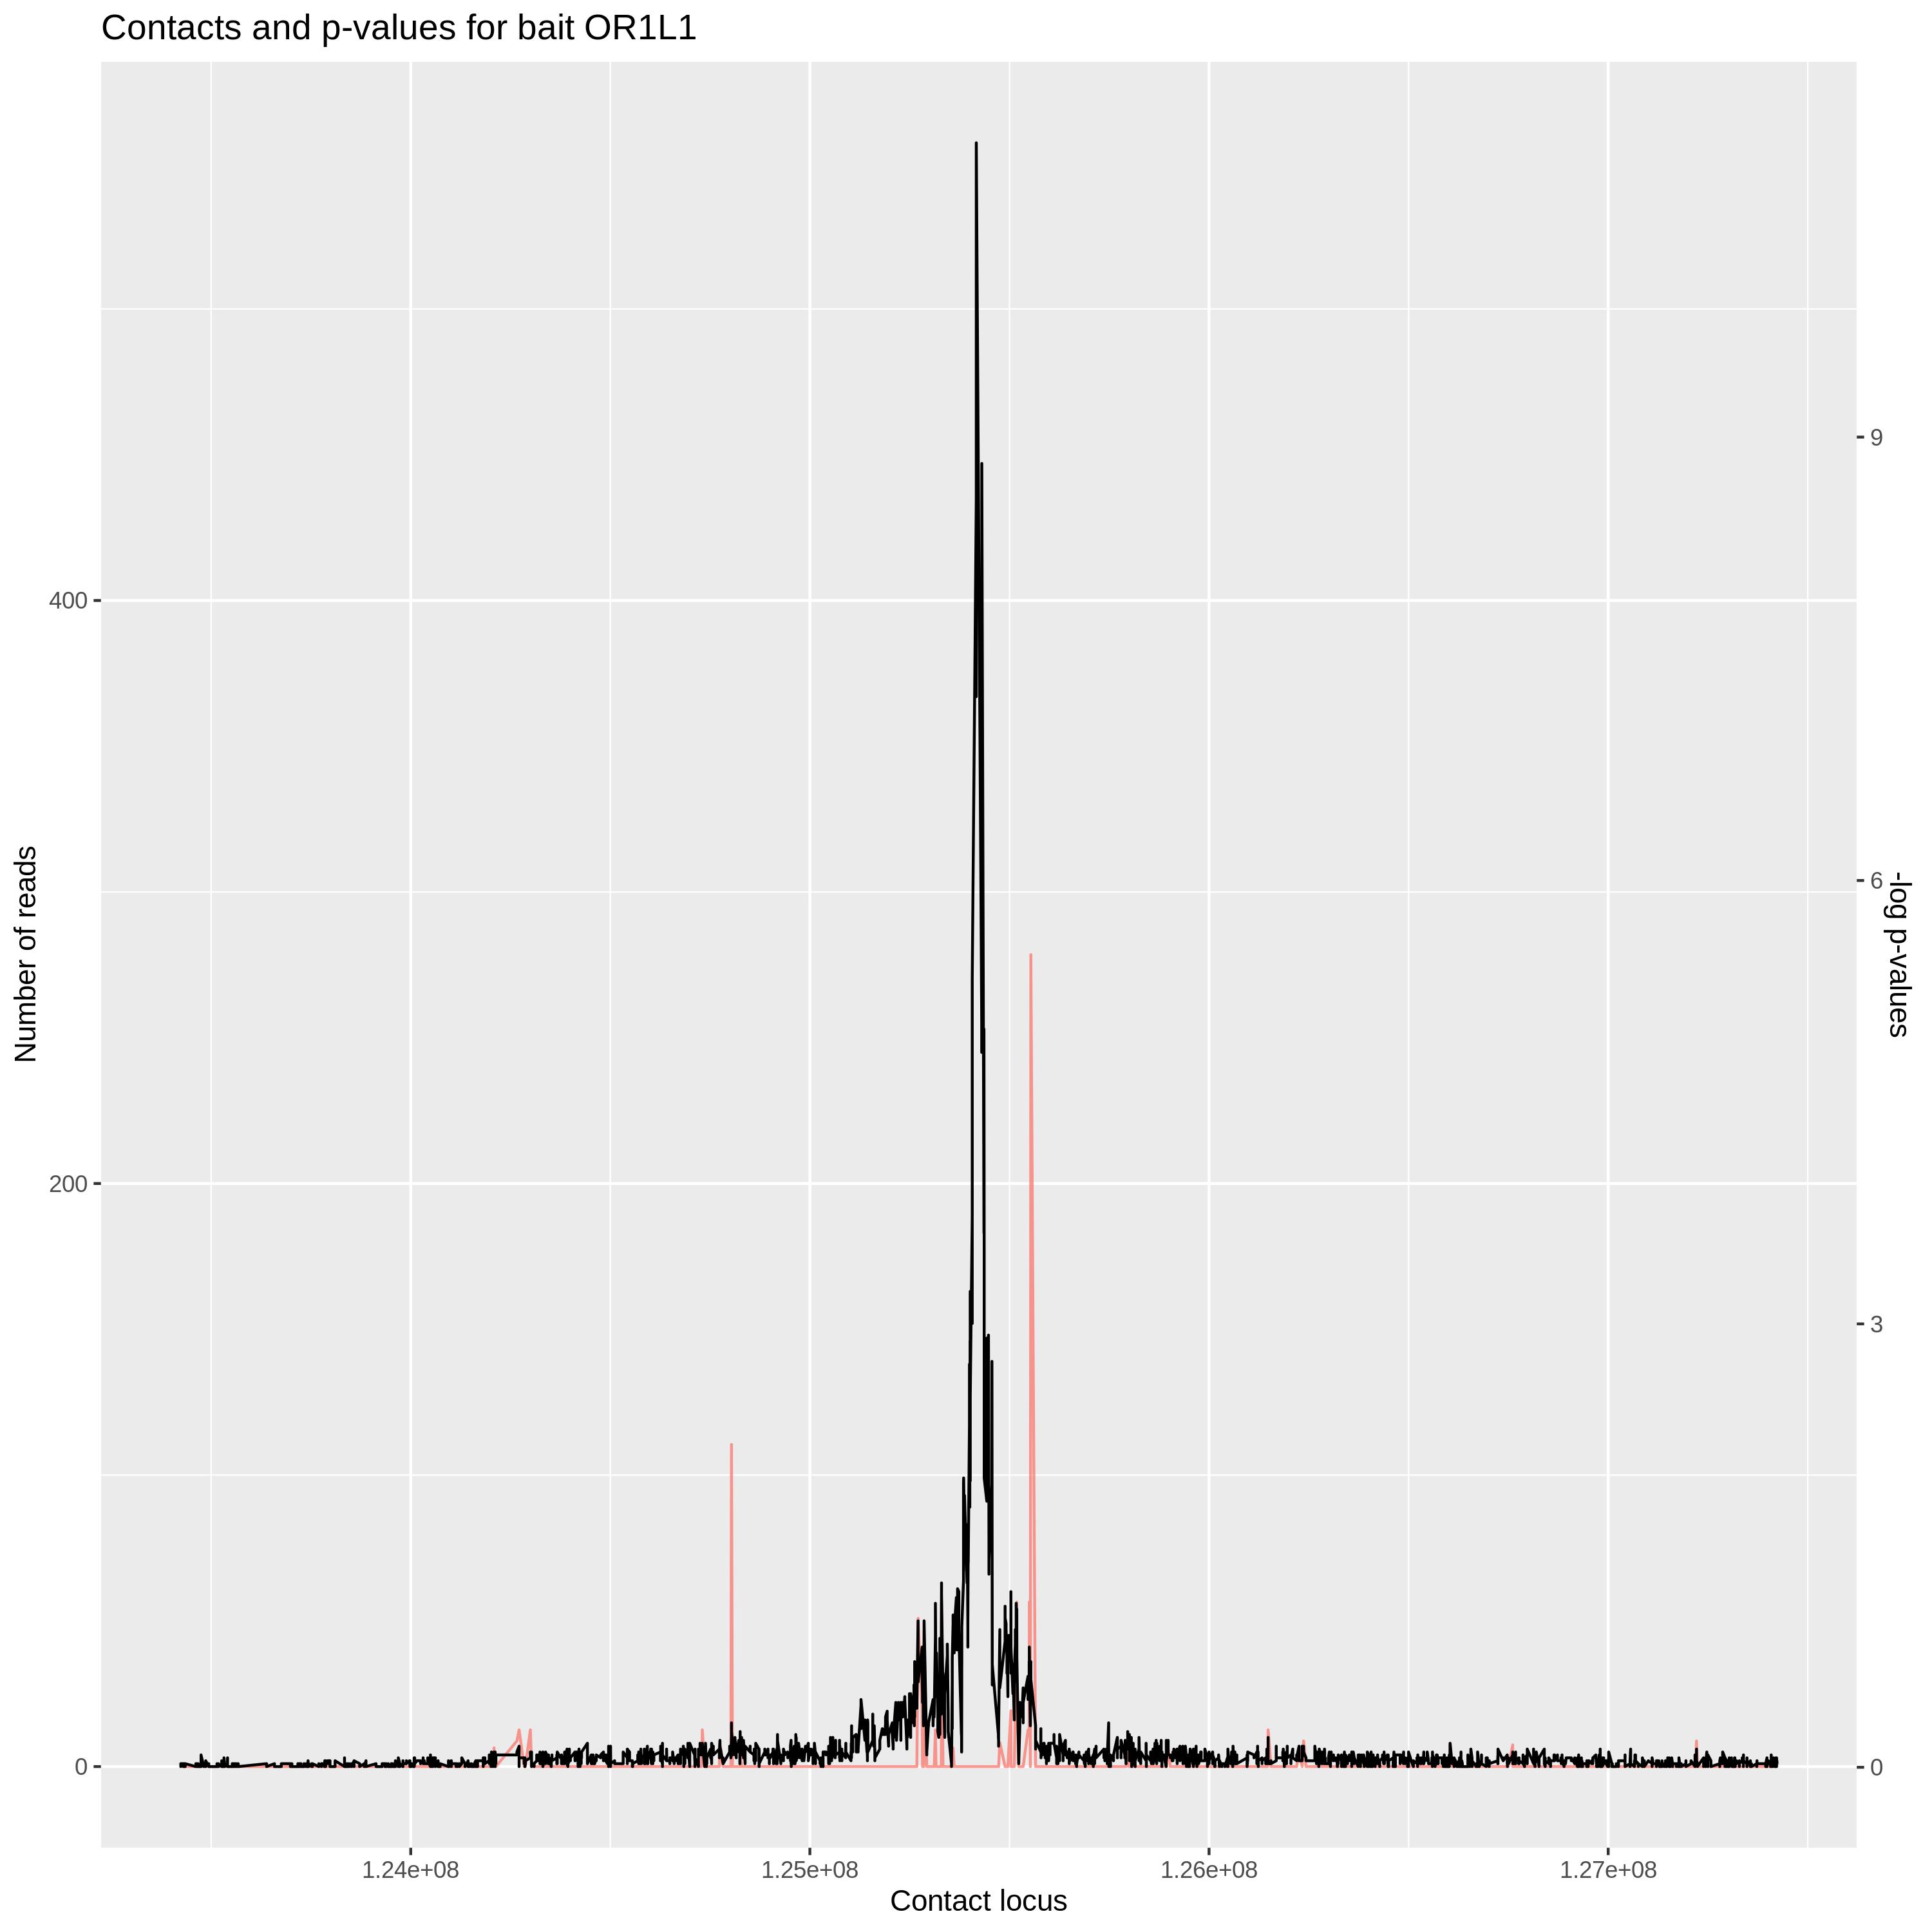 Contacts and p-values for bait OR1L1
Number of reads
400
200
0
9
6
3
0
-log p-values
1.24e+08
1.25e+08
1.26e+08
1.27e+08
Contact locus